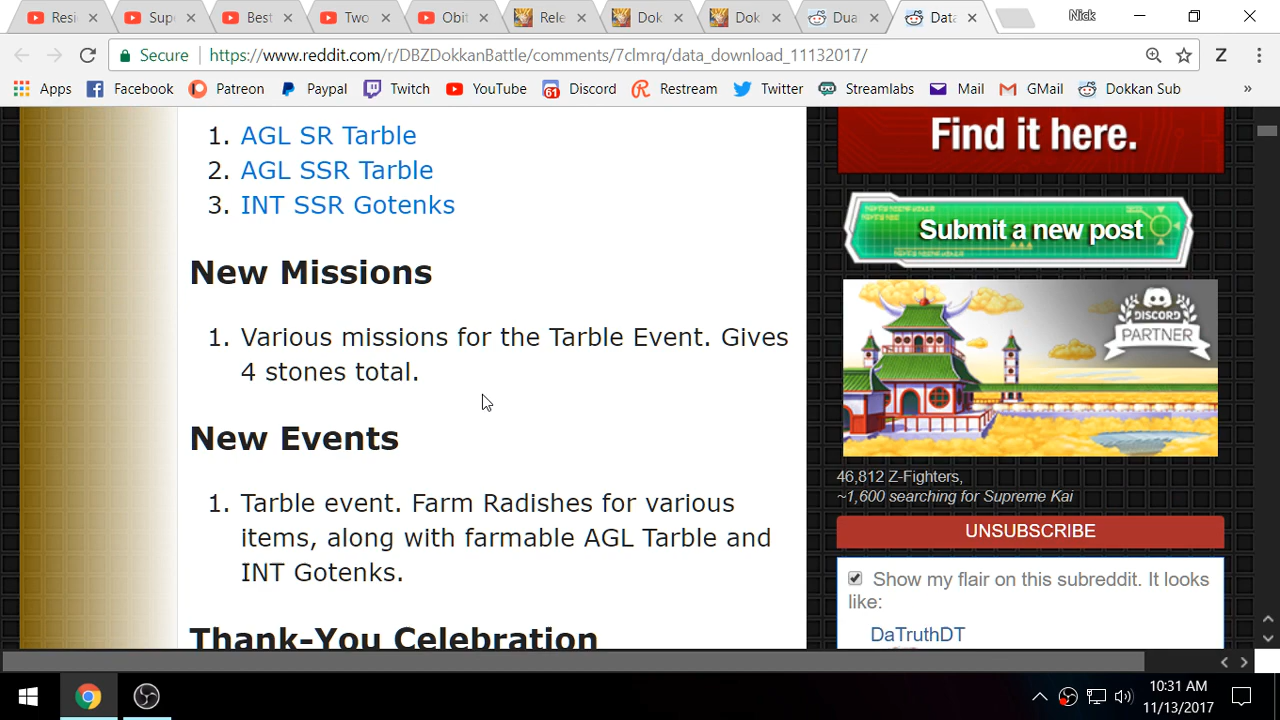 Resi
Sup
Best
Two
Obit
Rele
Dok
Dok
Dua
Data
Nick
Secure
https://www.reddit.com/r/DBZDokkanBattle/comments/7clmrq/data_download_11132017/
Z
Apps
Facebook
Patreon
Paypal
Twitch
YouTube
61
Discord
Restream
Twitter
Streamlabs
Mail
GMail
Dokkan Sub
»
1. AGL SR Tarble
2. AGL SSR Tarble
3. INT SSR Gotenks
New Missions
1. Various missions for the Tarble Event. Gives
4 stones total.
New Events
1. Tarble event. Farm Radishes for various
items, along with farmable AGL Tarble and
INT Gotenks.
Thank-You Celebration
Find it here.
Submit a new post
DISCORD
PARTNER
46,812 Z-Fighters,
~1,600 searching for Supreme Kai
UNSUBSCRIBE
Show my flair on this subreddit. It looks
like:
DaTruthDT
10:31 AM
11/13/2017